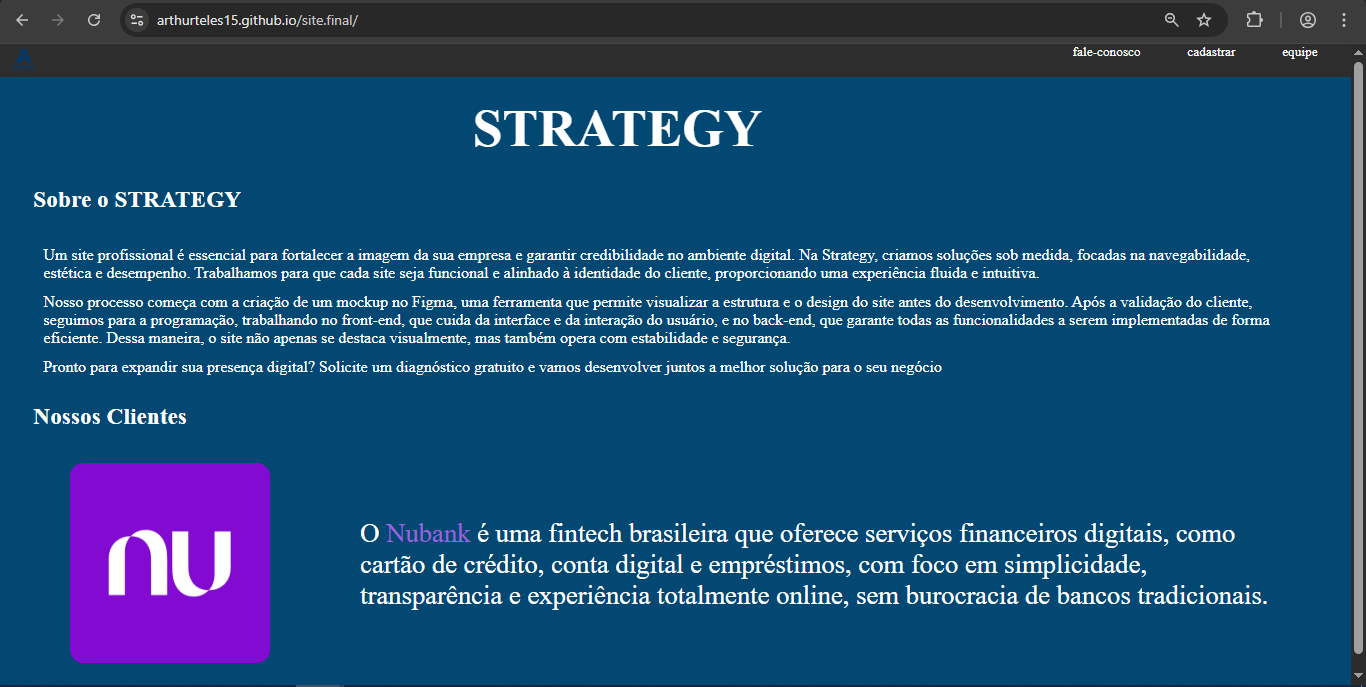 arthurteles15.github.io/site.final/
fale-conosco cadastrar equipe
STRATEGY
Sobre o STRATEGY
Um site profissional é essencial para fortalecer a imagem da sua empresa e garantir credibilidade no ambiente digital. Na Strategy, criamos soluções sob medida, focadas na navegabilidade,
estética e desempenho. Trabalhamos para que cada site seja funcional e alinhado à identidade do cliente, proporcionando uma experiência fluida e intuitiva.
Nosso processo começa com a criação de um mockup no Figma, uma ferramenta que permite visualizar a estrutura e o design do site antes do desenvolvimento. Após a validação do cliente,
seguimos para a programação, trabalhando no front-end, que cuida da interface e da interação do usuário, e no back-end, que garante todas as funcionalidades a serem implementadas de forma
eficiente. Dessa maneira, o site não apenas se destaca visualmente, mas também opera com estabilidade e segurança.
Pronto para expandir sua presença digital? Solicite um diagnóstico gratuito e vamos desenvolver juntos a melhor solução para o seu negócio
Nossos Clientes
nu
O Nubank é uma fintech brasileira que oferece serviços financeiros digitais, como
cartão de crédito, conta digital e empréstimos, com foco em simplicidade,
transparência e experiência totalmente online, sem burocracia de bancos tradicionais.